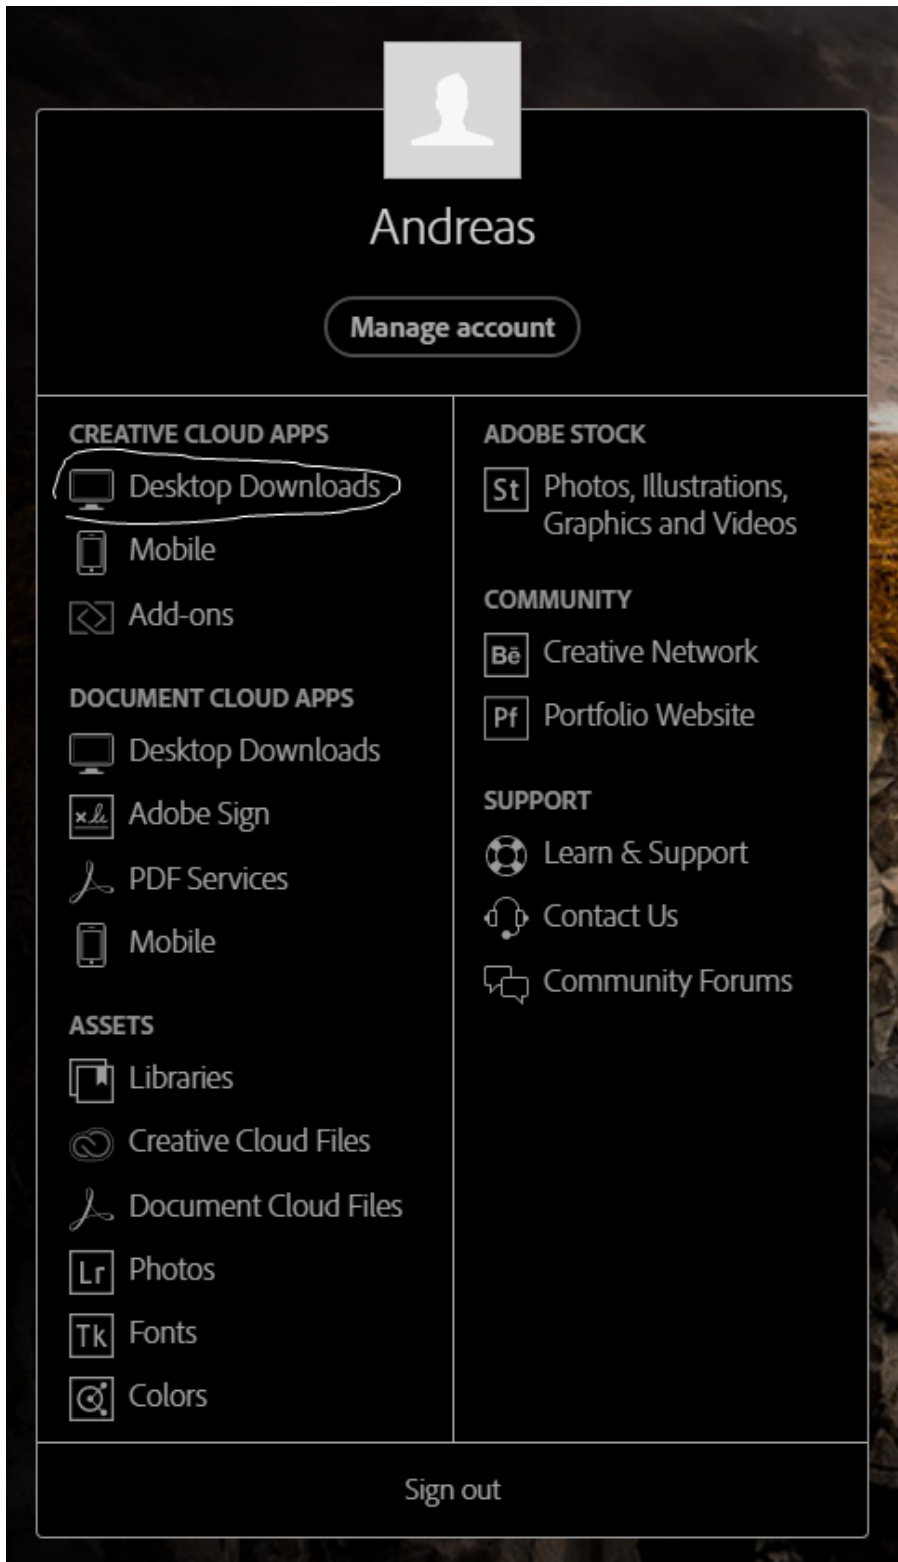 Andreas
Manage account
CREATIVE CLOUD APPS
Desktop Downloads
Mobile
Add-ons
DOCUMENT CLOUD APPS
Desktop Downloads
Adobe Sign
PDF Services
Mobile
ASSETS
Libraries
Creative Cloud Files
Document Cloud Files
Lr Photos
Tk Fonts
Colors
ADOBE STOCK
St Photos, Illustrations,
Graphics and Videos
COMMUNITY
Bē Creative Network
Pf Portfolio Website
SUPPORT
Learn & Support
Contact Us
Community Forums
Sign out